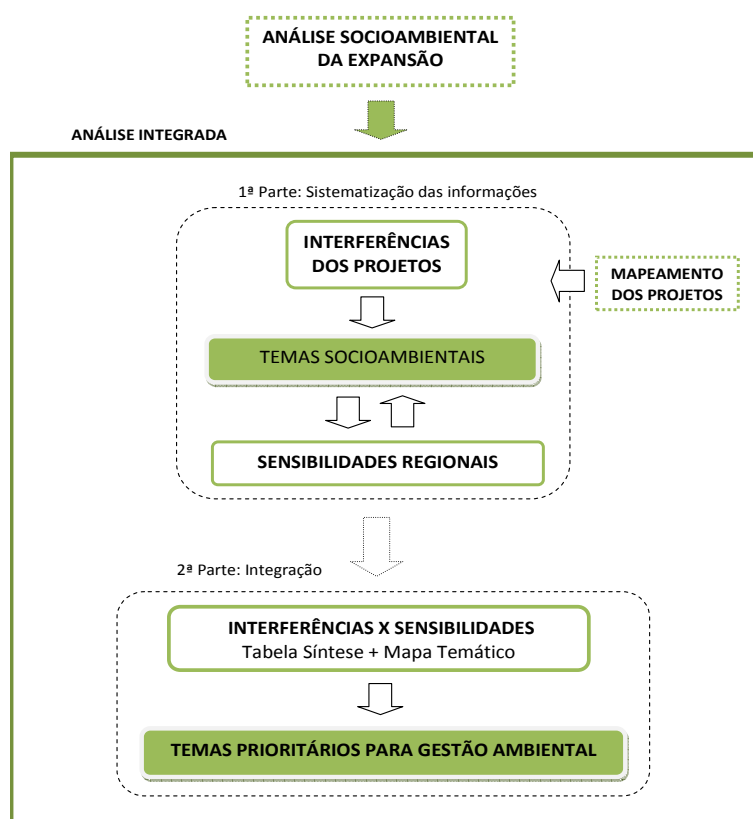 ANÁLISE SOCIOAMBIENTAL
DA EXPANSÃO
ANÁLISE INTEGRADA
1ª Parte: Sistematização das informações
INTERFERÊNCIAS
DOS PROJETOS
MAPEAMENTO
DOS PROJETOS
TEMAS SOCIOAMBIENTAIS
SENSIBILIDADES REGIONAIS
2ª Parte: Integração
INTERFERÊNCIAS X SENSIBILIDADES
Tabela Síntese + Mapa Temático
TEMAS PRIORITÁRIOS PARA GESTÃO AMBIENTAL